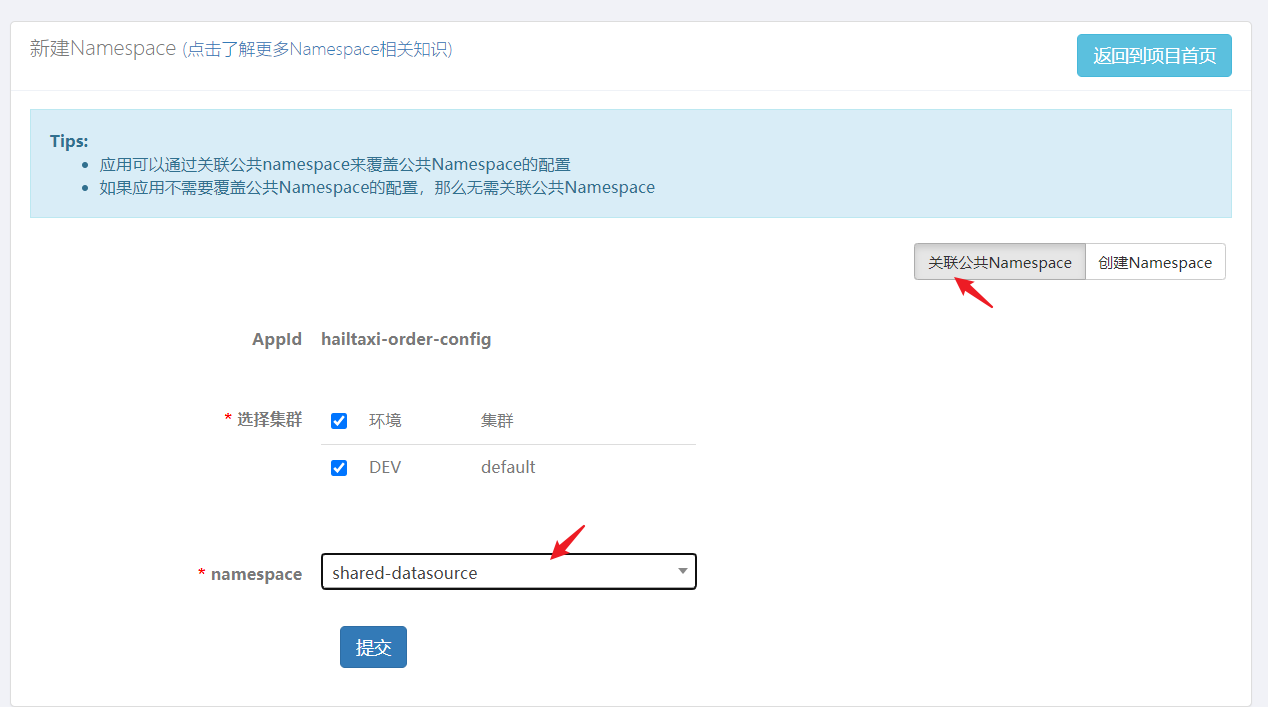 新建Namespace (点击了解更多Namespace相关知识)
返回到项目首页
Tips:
应用可以通过关联公共namespace来覆盖公共Namespace的配置
如果应用不需要覆盖公共Namespace的配置，那么无需关联公共Namespace
关联公共Namespace 创建Namespace
AppId hailtaxi-order-config
* 选择集群 环境 集群
DEV default
* namespace shared-datasource
提交